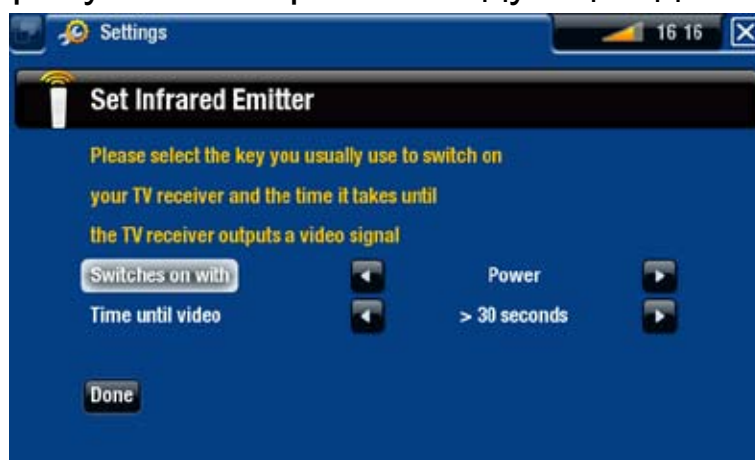 Settings
16 16
Set Infrared Emitter
Please select the key you usually use to switch on
your TV receiver and the time it takes until
the TV receiver outputs a video signal
Switches on with Power
Time until video > 30 seconds
Done